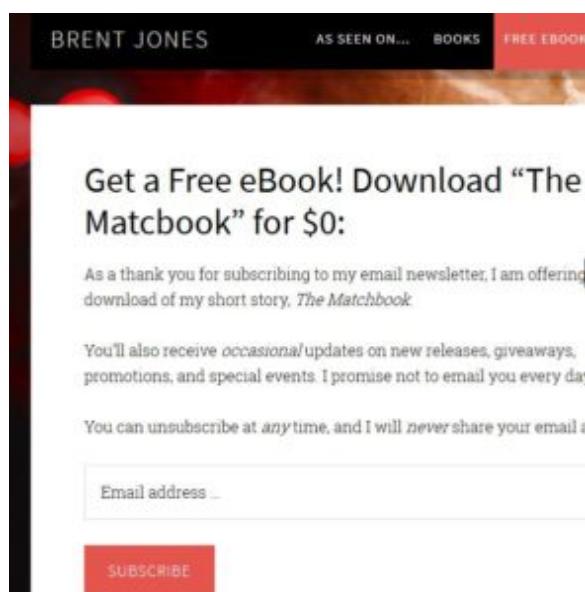 BRENT JONES
AS SEEN ON... BOOKS FREE EBOOK
Get a Free eBook! Download “The
Matcbook” for $0:
As a thank you for subscribing to my email newsletter, I am offering
download of my short story, The Matchbook.
You'll also receive occasional updates on new releases, giveaways,
promotions, and special events. I promise not to email you every day
You can unsubscribe at any time, and I will never share your email a
Email address ...
SUBSCRIBE